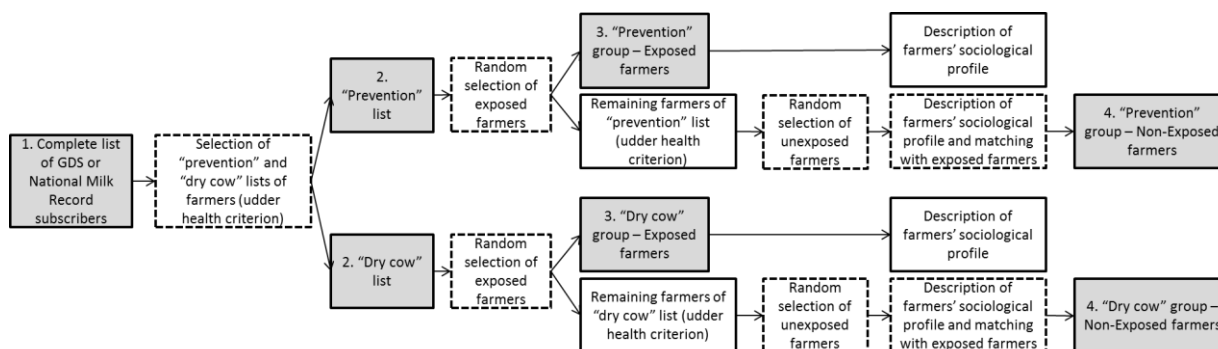 1. Complete list
of GDS or
National Milk
Record
subscribers
Selection of
“prevention” and
“dry cow” lists of
farmers (udder
health criterion)
2.
“Prevention”
list
Random
selection of
exposed
farmers
3. “Prevention”
group – Exposed
farmers
Description of
farmers’ sociological
profile
Remaining farmers of
“prevention” list
(udder health
criterion)
Random
selection of
unexposed
farmers
Description of
farmers’ sociological
profile and matching
with exposed farmers
4. “Prevention”
group – Non-Exposed
farmers
2. “Dry cow”
list
Random
selection of
exposed
farmers
3. “Dry cow”
group – Exposed
farmers
Description of
farmers’ sociological
profile
Remaining farmers of
“dry cow” list (udder
health criterion)
Random
selection of
unexposed
farmers
Description of
farmers’ sociological
profile and matching
with exposed farmers
4. “Dry cow” group –
Non-Exposed farmers